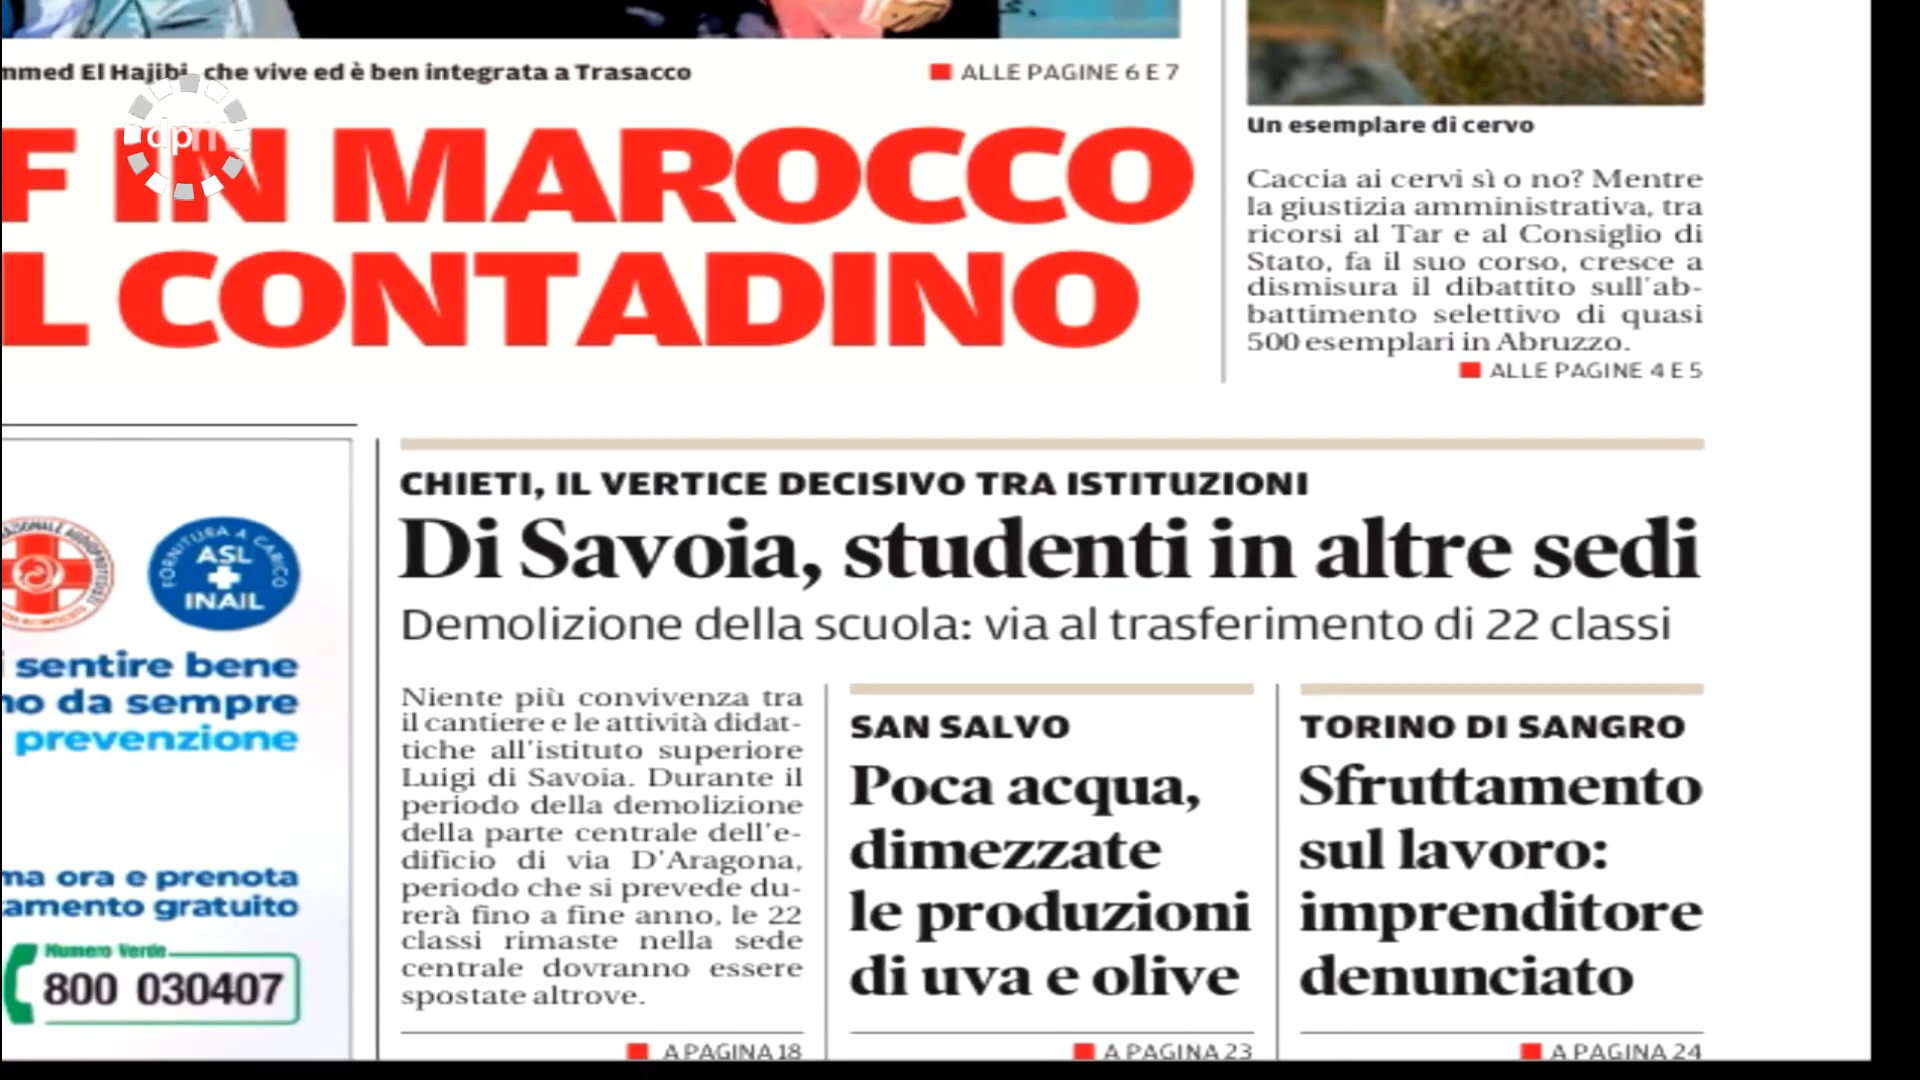 mmed El Hajibi, che vive ed è ben integrata a Trasacco
ALLE PAGINE 6 E 7
dpm
F IN MAROCCO
L CONTADINO
Un esemplare di cervo
Caccia ai cervi sì o no? Mentre
la giustizia amministrativa, tra
ricorsi al Tar e al Consiglio di
Stato, fa il suo corso, cresce a
dismisura il dibattito sull'ab-
battimento selettivo di quasi
500 esemplari in Abruzzo.
ALLE PAGINE 4 E 5
FORNITURA A CARICO
ASL
INAIL
i sentire bene
no da sempre
prevenzione
ma ora e prenota
amento gratuito
Numero Verde
800 030407
CHIETI, IL VERTICE DECISIVO TRA ISTITUZIONI
Di Savoia, studenti in altre sedi
Demolizione della scuola: via al trasferimento di 22 classi
Niente più convivenza tra
il cantiere e le attività didat-
tiche all'istituto superiore
Luigi di Savoia. Durante il
periodo della demolizione
della parte centrale dell'e-
dificio di via D'Aragona,
periodo che si prevede du-
rerà fino a fine anno, le 22
classi rimaste nella sede
centrale dovranno essere
spostate altrove.
A PAGINA 18
SAN SALVO
Poca acqua,
dimezzate
le produzioni
di uva e olive
A PAGINA 23
TORINO DI SANGRO
Sfruttamento
sul lavoro:
imprenditore
denunciato
A PAGINA 24